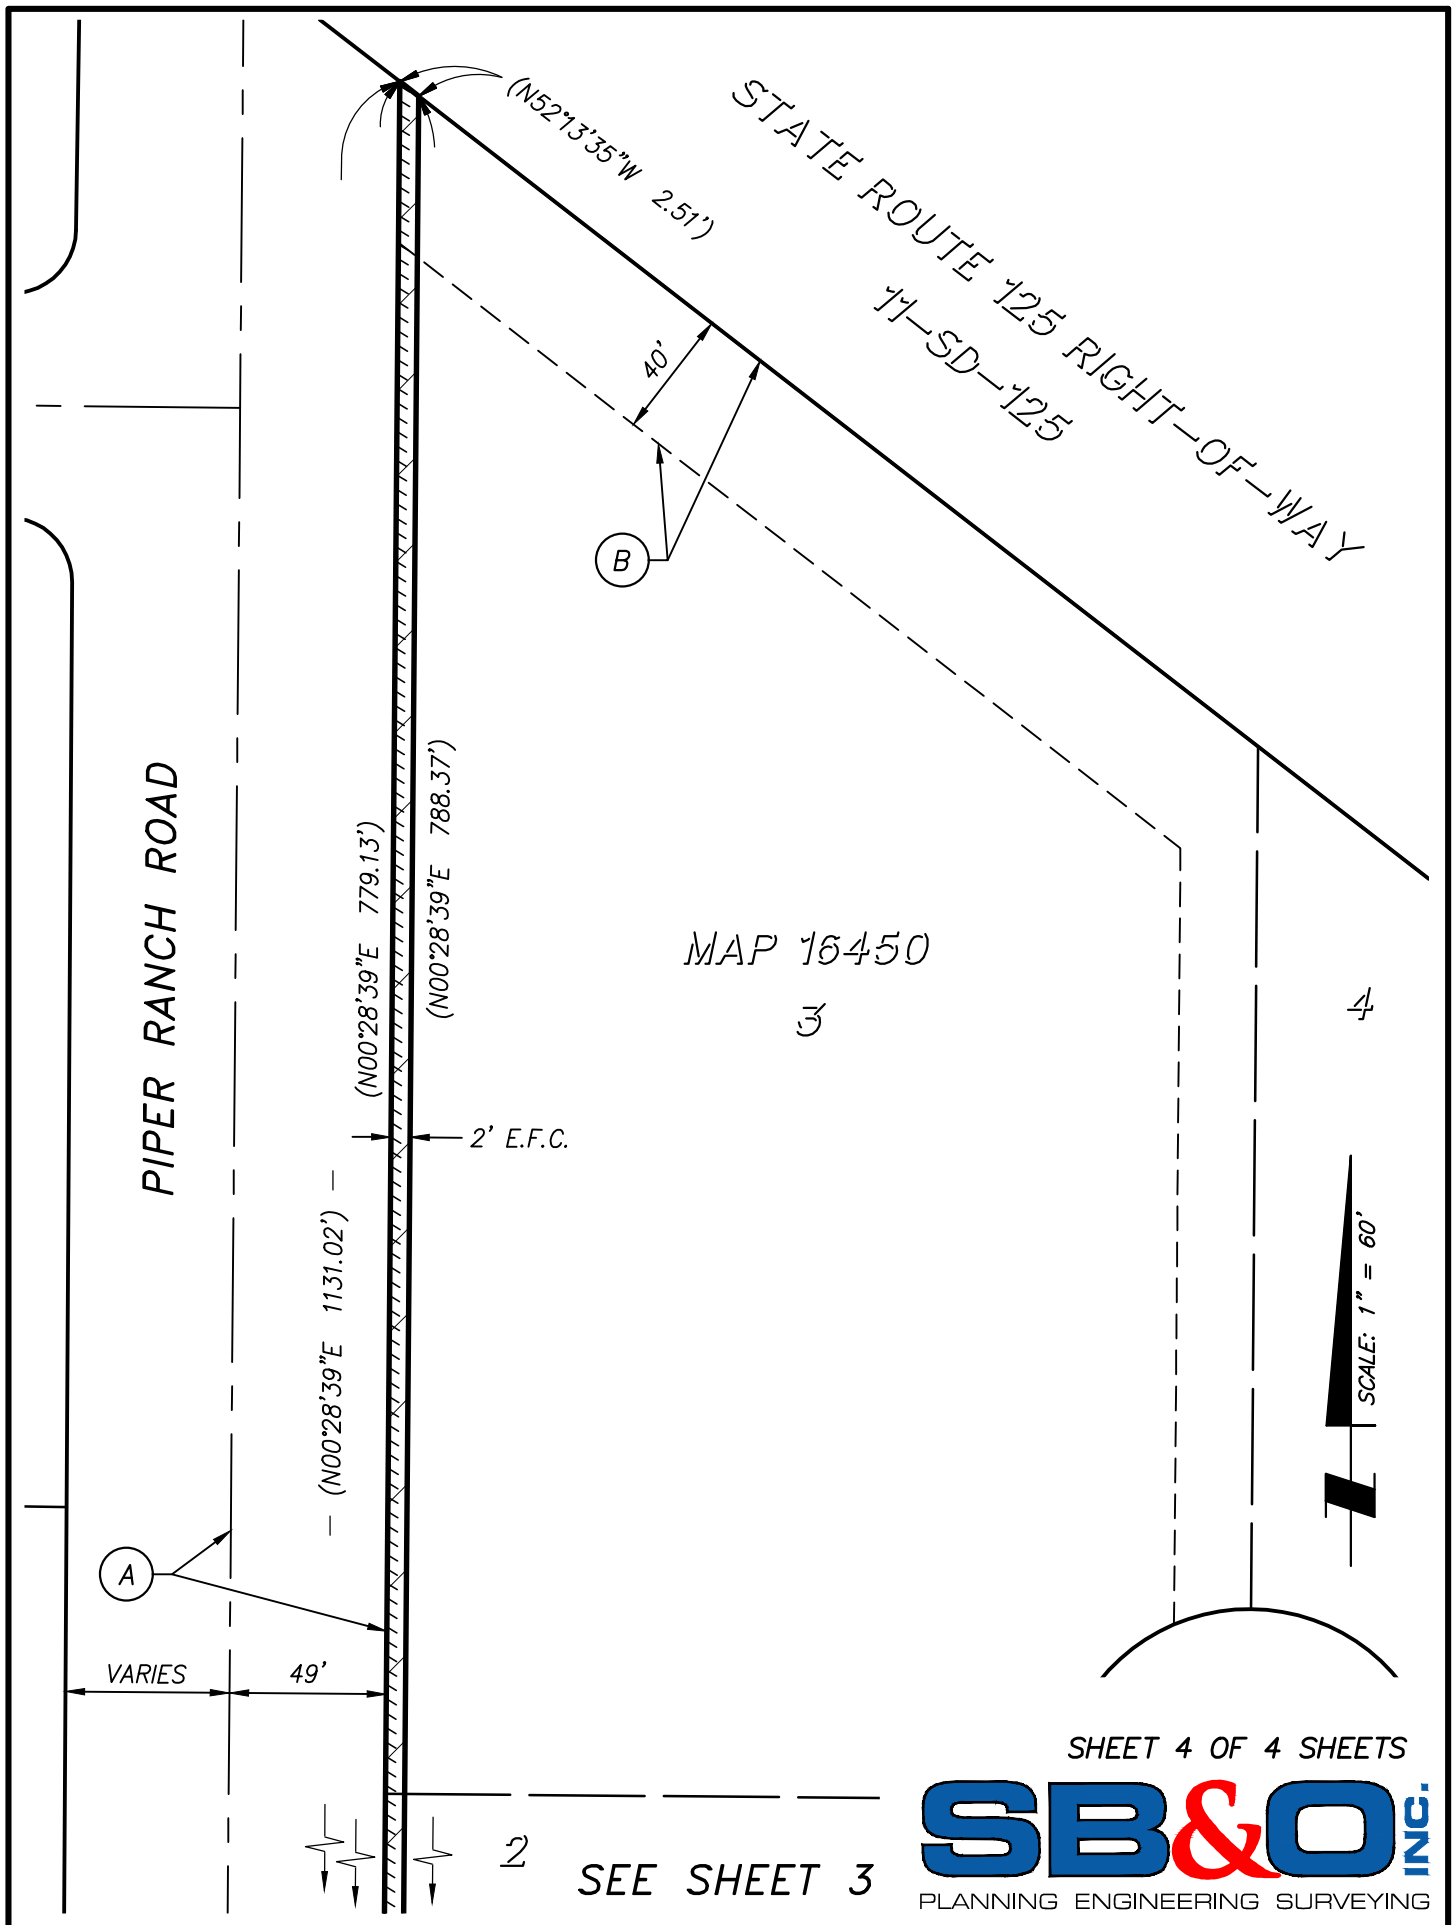 (N52°13'35"W 2.51')
STATE ROUTE 125 RIGHT-OF-WAY
11-SD-125
40'
B
PIPER RANCH ROAD
(N00°28'39"E 779.13')
(N00°28'39"E 788.37')
MAP 16450
3
4
2' E.F.C.
— (N00°28'39"E 1131.02') —
SCALE: 1" = 60'
A
VARIES
49'
2
SEE SHEET 3
SHEET 4 OF 4 SHEETS
SB&O INC.
PLANNING ENGINEERING SURVEYING